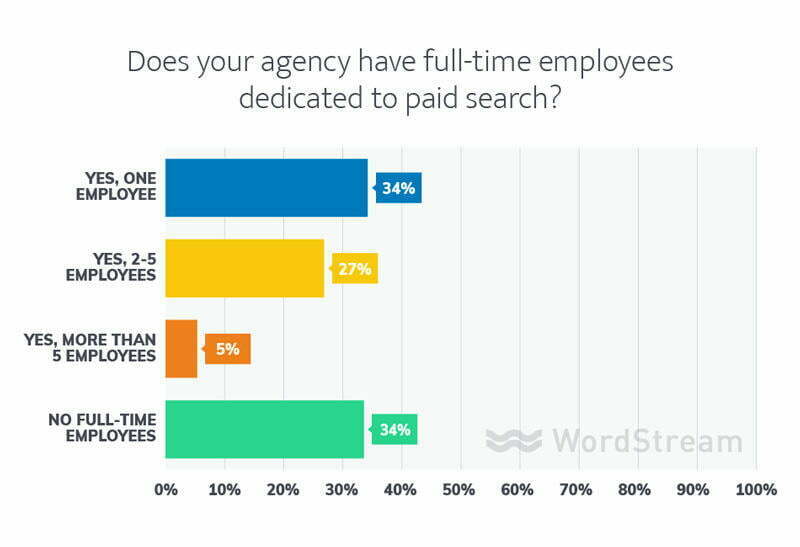 Does your agency have full-time employees
dedicated to paid search?
YES, ONE
EMPLOYEE
34%
YES, 2-5
EMPLOYEES
27%
YES, MORE THAN
5 EMPLOYEES
5%
NO FULL-TIME
EMPLOYEES
34%
WordStream
0% 10% 20% 30% 40% 50% 60% 70% 80% 90% 100%